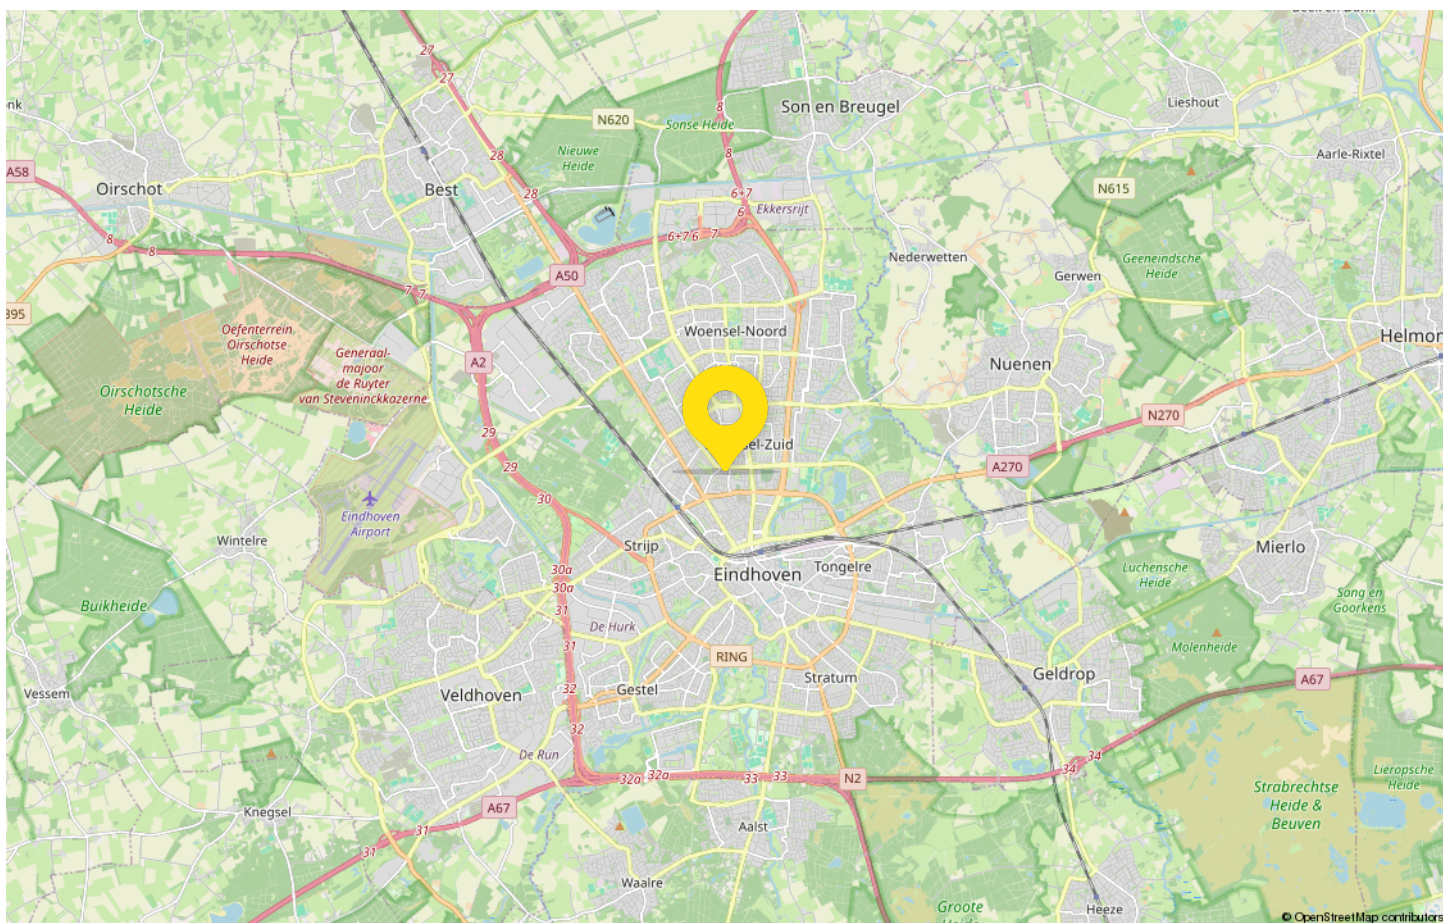 27
27
Son en Breugel
Lieshout
N620
Sonse Heide
8
8
28
28
Nieuwe
Heide
Aarle-Rixtel
A58
Oirschot
Best
N615
6+7
6
Ekkersrijt
6+7
6
7
8
8
Nederwetten
Geeneindsche
Heide
Gerwen
A50
7
7
Oefenterrein
Oirschotse
Heide
Woensel-Noord
Generaal-
majoor
de Ruyter
van Steveninckkazerne
A2
Nuenen
Oirschotsche
Heide
N270
29
29
A270
30
Eindhoven
Airport
Wintelre
Strijp
Eindhoven
Tongelre
Mierlo
Luchensche
Heide
30a
30a
31
31
Buikheide
De Hurk
Sang en
Goorkens
Molenheide
RING
Geldrop
A67
Stratum
Gestel
Veldhoven
Vessem
32
32
De Run
32a
32a
33
33
N2
34
34
A67
Knegsel
31
31
Aalst
Strabrechtse
Heide &
Beuven
Lieropsche
Heide
Waalre
Groote
Heeze
© OpenStreetMap contributors